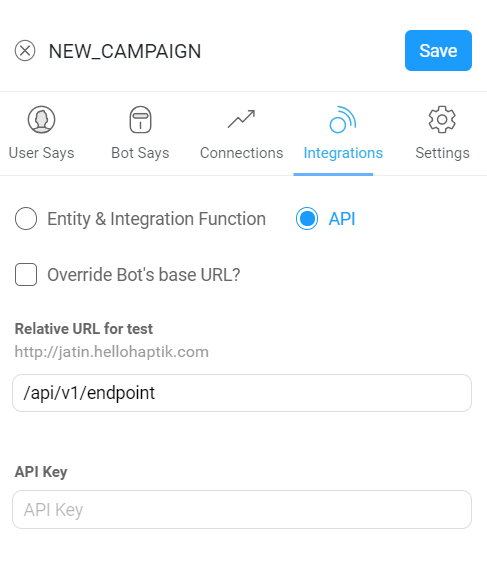 NEW_CAMPAIGN
Save
User Says
Bot Says
Connections
Integrations
Settings
Entity & Integration Function
API
Override Bot's base URL?
Relative URL for test
http://jatin.hellohaptik.com
/api/v1/endpoint
API Key
API Key